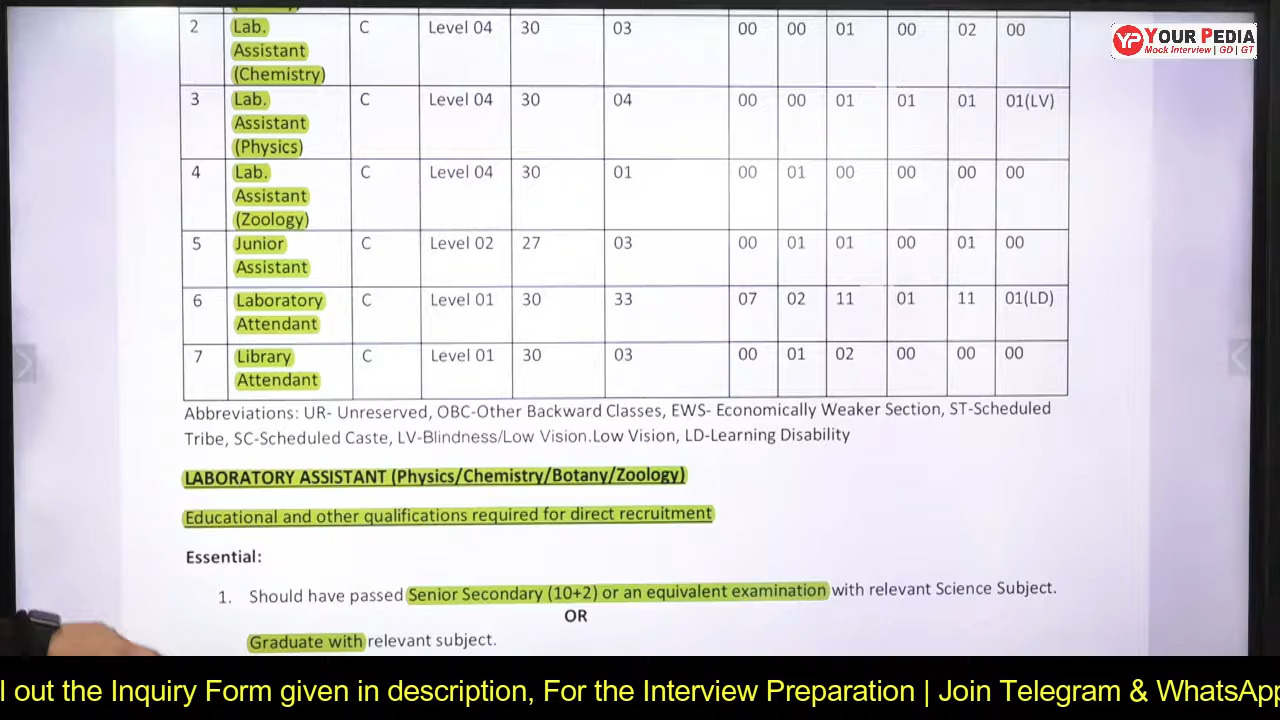 YP YOUR PEDIA
Mock Interview | GD | GT
2 Lab. Assistant (Chemistry) C Level 04 30 03 00 00 01 00 02 00
3 Lab. Assistant (Physics) C Level 04 30 04 00 00 01 01 01 01(LV)
4 Lab. Assistant (Zoology) C Level 04 30 01 00 01 00 00 00 00
5 Junior Assistant C Level 02 27 03 00 01 01 00 01 00
6 Laboratory Attendant C Level 01 30 33 07 02 11 01 11 01(LD)
7 Library Attendant C Level 01 30 03 00 01 02 00 00 00
Abbreviations: UR- Unreserved, OBC-Other Backward Classes, EWS- Economically Weaker Section, ST-Scheduled
Tribe, SC-Scheduled Caste, LV-Blindness/Low Vision.Low Vision, LD-Learning Disability
LABORATORY ASSISTANT (Physics/Chemistry/Botany/Zoology)
Educational and other qualifications required for direct recruitment
Essential:
1. Should have passed Senior Secondary (10+2) or an equivalent examination with relevant Science Subject.
OR
Graduate with relevant subject.
l out the Inquiry Form given in description, For the Interview Preparation | Join Telegram & WhatsApp